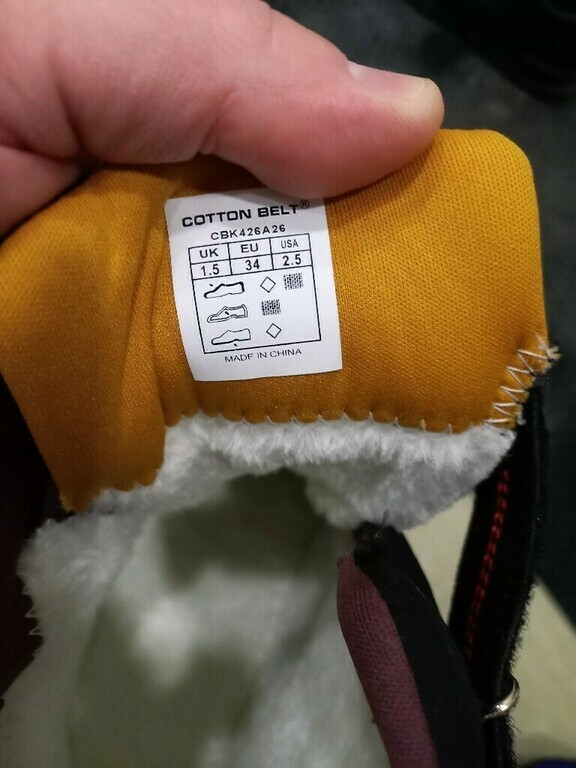 COTTON BELT®
CBK426A26
UK EU USA
1.5 34 2.5
MADE IN CHINA